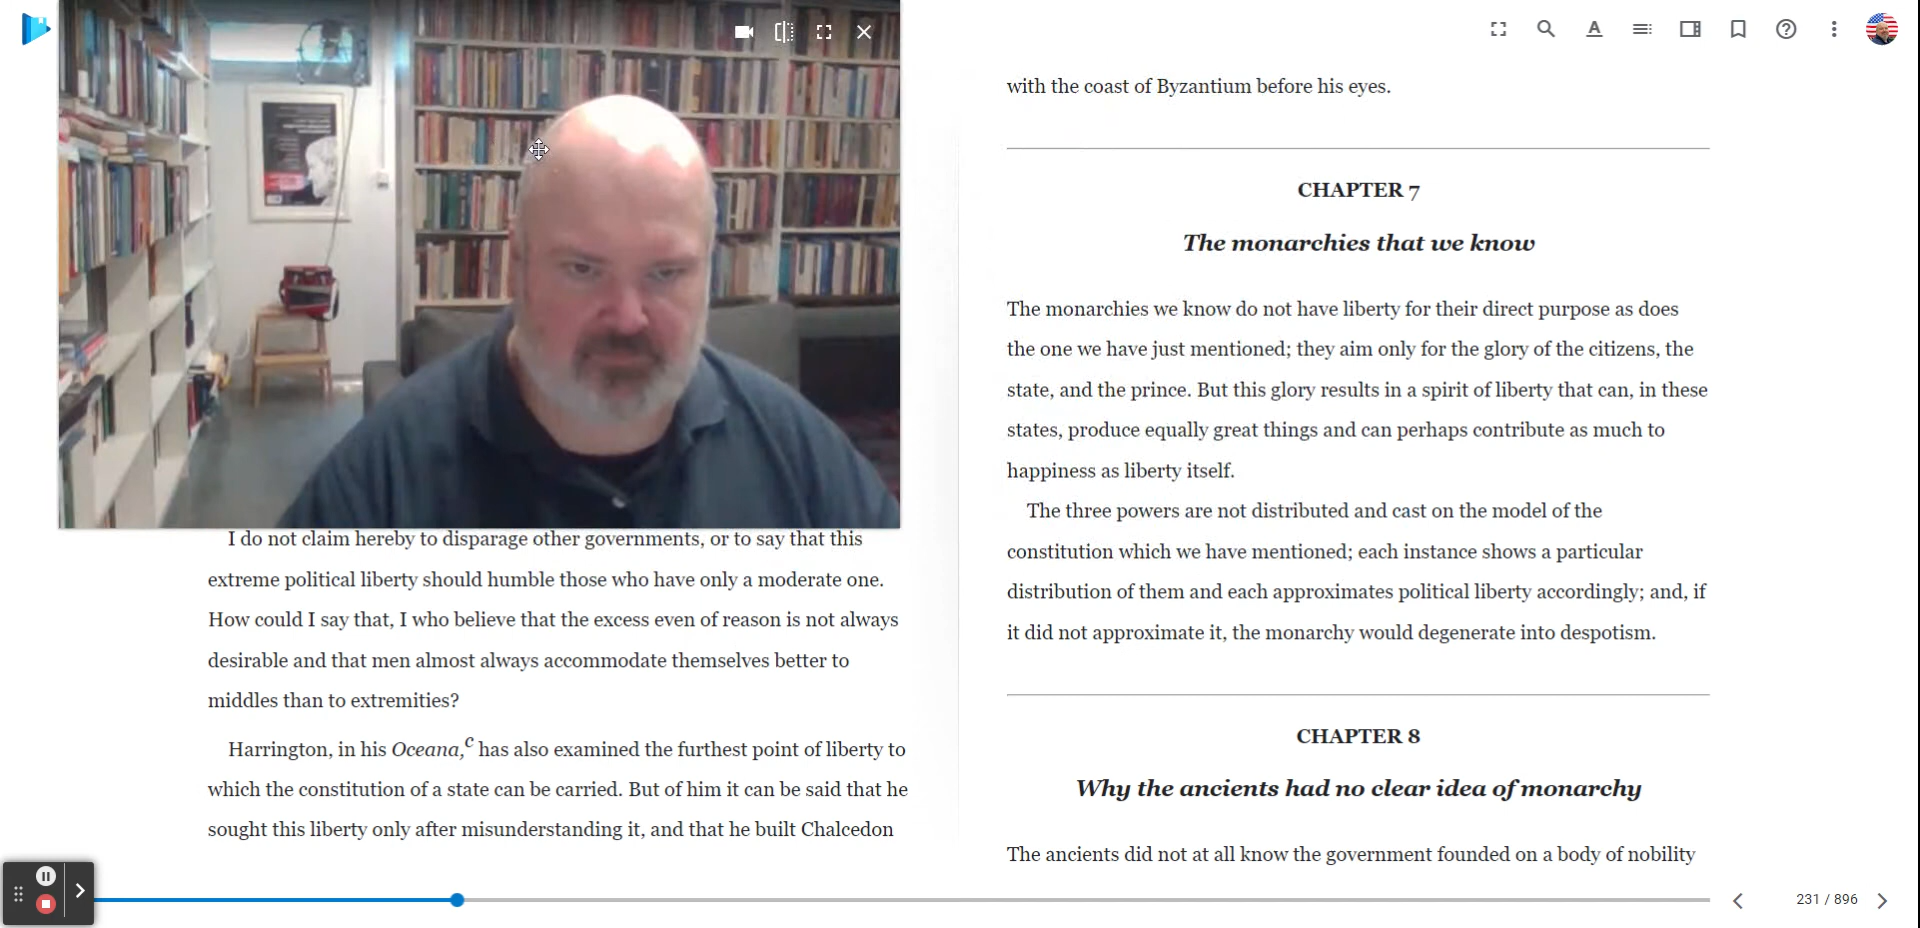 I do not claim hereby to disparage other governments, or to say that this
extreme political liberty should humble those who have only a moderate one.
How could I say that, I who believe that the excess even of reason is not always
desirable and that men almost always accommodate themselves better to
middles than to extremities?
Harrington, in his Oceana,c has also examined the furthest point of liberty to
which the constitution of a state can be carried. But of him it can be said that he
sought this liberty only after misunderstanding it, and that he built Chalcedon
with the coast of Byzantium before his eyes.
CHAPTER 7
The monarchies that we know
The monarchies we know do not have liberty for their direct purpose as does
the one we have just mentioned; they aim only for the glory of the citizens, the
state, and the prince. But this glory results in a spirit of liberty that can, in these
states, produce equally great things and can perhaps contribute as much to
happiness as liberty itself.
The three powers are not distributed and cast on the model of the
constitution which we have mentioned; each instance shows a particular
distribution of them and each approximates political liberty accordingly; and, if
it did not approximate it, the monarchy would degenerate into despotism.
CHAPTER 8
Why the ancients had no clear idea of monarchy
The ancients did not at all know the government founded on a body of nobility
231 / 896